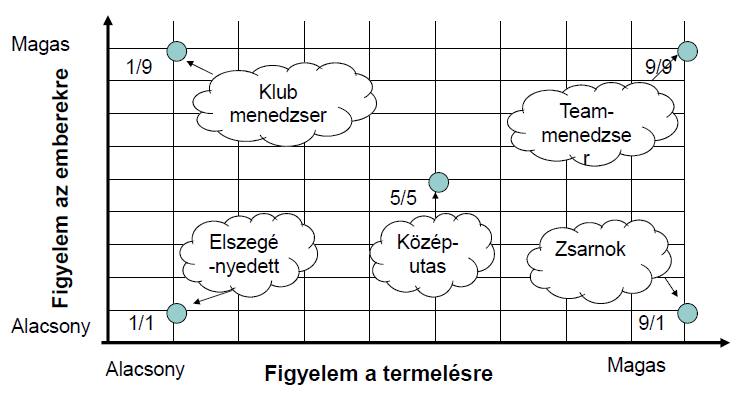 Magas
Figyelem az emberekre
1/9
9/9
Klub
menedzser
Team-
menedzse
r
5/5
Elszegé
-nyedett
Közép-
utas
Zsarnok
1/1
9/1
Alacsony
Alacsony
Magas
Figyelem a termelésre